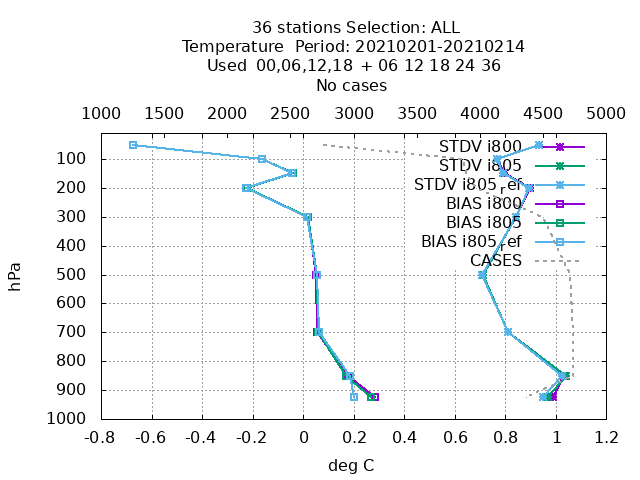 36 stations Selection: ALL
Temperature  Period: 20210201-20210214
Used  00,06,12,18  + 06 12 18 24 36
No cases
1000 1500 2000 2500 3000 3500 4000 4500 5000
STDV i800
STDV i805
STDV i805ref
BIAS i800
BIAS i805
BIAS i805ref
CASES
hPa
100
200
300
400
500
600
700
800
900
1000
-0.8 -0.6 -0.4 -0.2 0 0.2 0.4 0.6 0.8 1 1.2
deg C